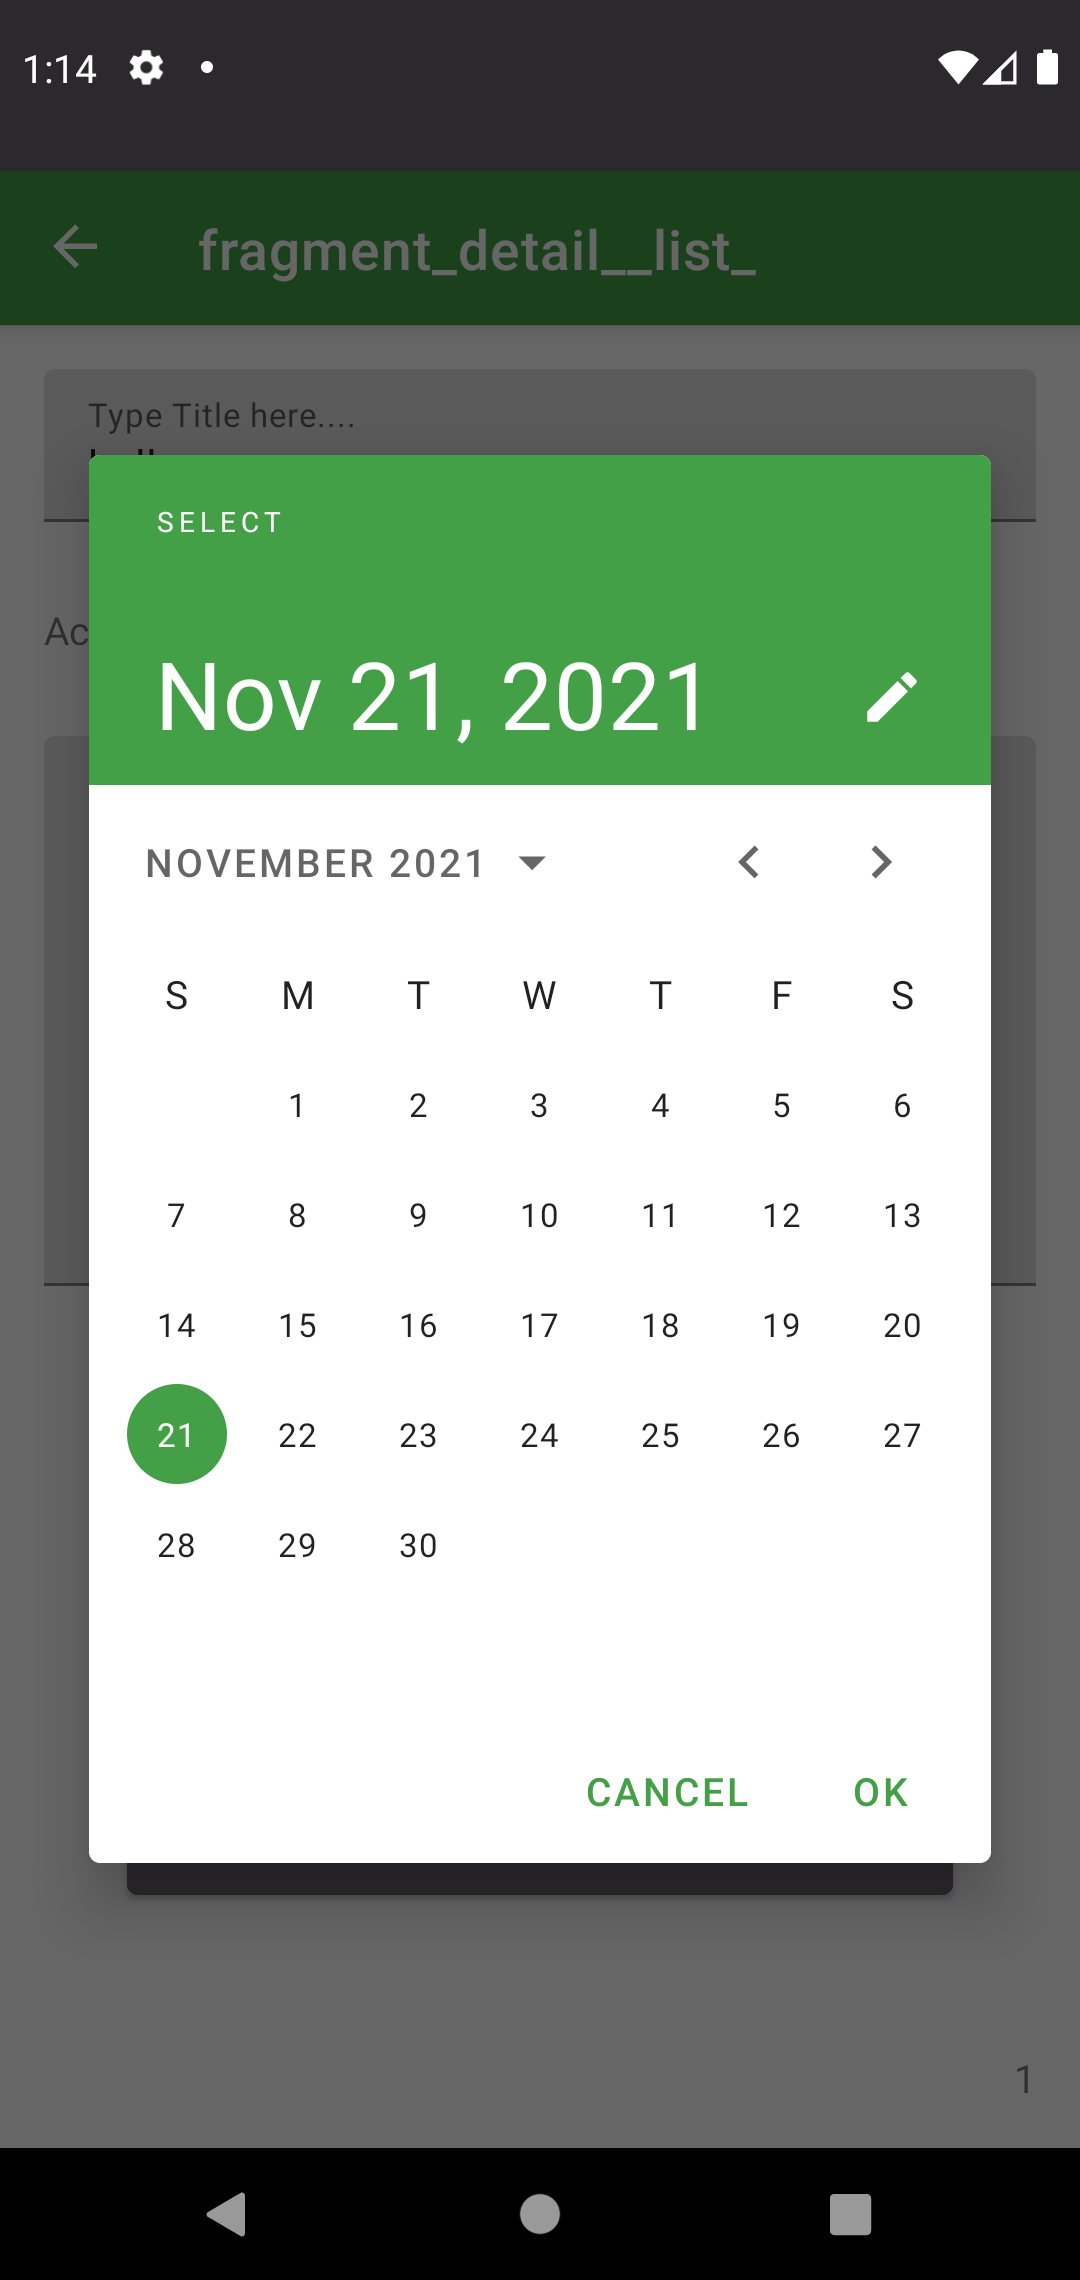 1:14
fragment_detail__list_
Type Title here....
SELECT
Ac
Nov 21, 2021
NOVEMBER 2021
S M T W T F S
1 2 3 4 5 6
7 8 9 10 11 12 13
14 15 16 17 18 19 20
21 22 23 24 25 26 27
28 29 30
CANCEL OK
1